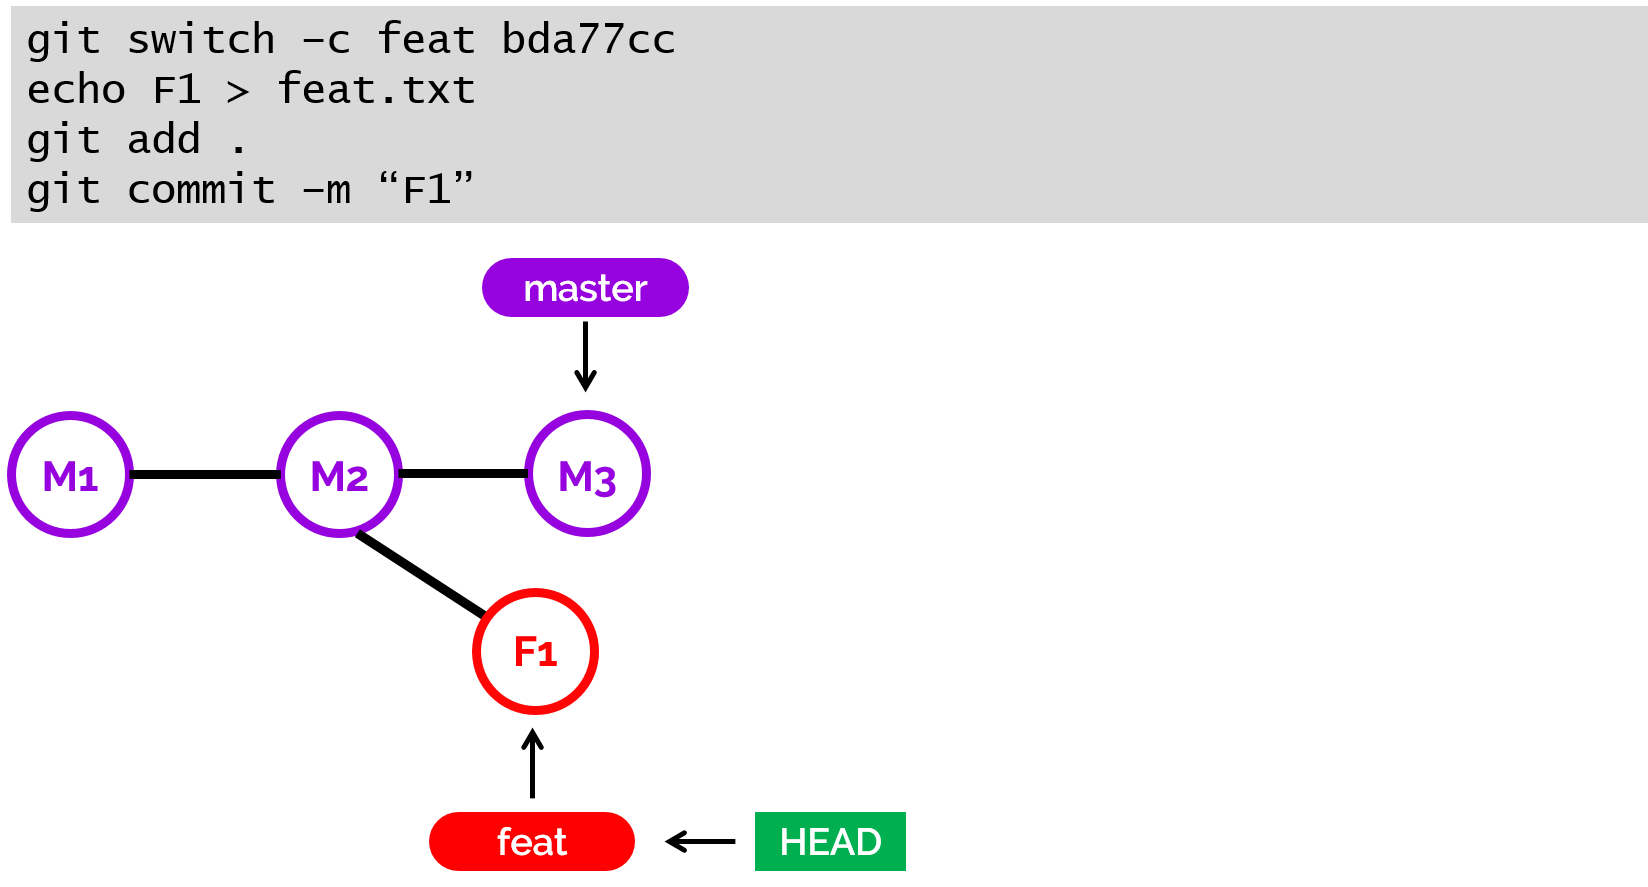 git switch –c feat bda77cc
echo F1 > feat.txt
git add .
git commit –m “F1”
master
M1
M2
M3
F1
feat
HEAD